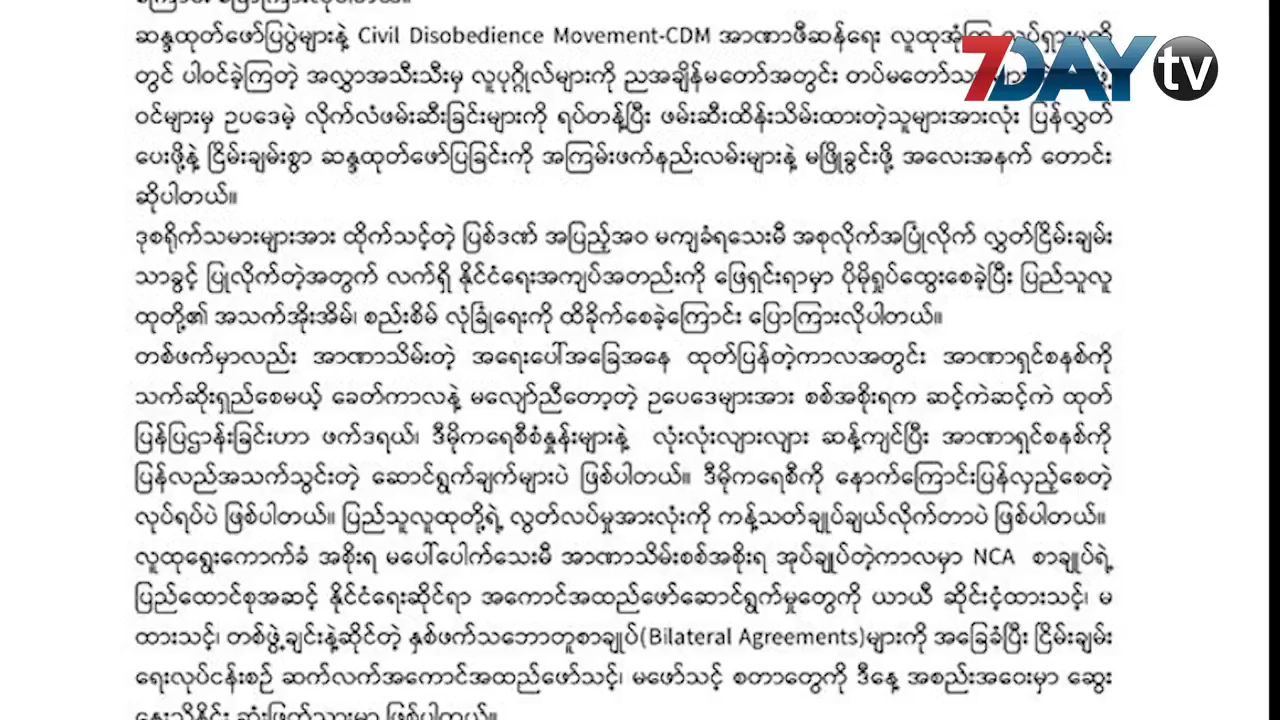 ဆန္ဒထုတ်ဖော်ပြပွဲများနဲ့ Civil Disobedience Movement-CDM အာဏာဖီဆန်ရေး လူထုအုံကြွ
7DAY tv
တွင် ပါဝင်ခဲ့ကြတဲ့ အလွှာအသီးသီးမှ လူပုဂ္ဂိုလ်များကို ညအချိန်မတော်အတွင်း
ဝင်များမှ ဥပဒေမဲ့ လိုက်လံဖမ်းဆီးခြင်းများကို ရပ်တန့်ပြီး ဖမ်းဆီးထိန်းသိမ်းထားတဲ့သူများအားလုံး ပြန်လွှတ်
ပေးဖို့နဲ့ ငြိမ်းချမ်းစွာ ဆန္ဒထုတ်ဖော်ပြခြင်းကို အကြမ်းဖက်နည်းလမ်းများနဲ့ မဖြိုခွင်းဖို့ အလေးအနက် တောင်း
ဆိုပါတယ်။
ဒုစရိုက်သမားများအား ထိုက်သင့်တဲ့ ပြစ်ဒဏ် အပြည့်အဝ မကျခံရသေးမီ အစုလိုက်အပြုံလိုက် လွှတ်ငြိမ်းချမ်း
သာခွင့် ပြုလိုက်တဲ့အတွက် လက်ရှိ နိုင်ငံရေးအကျပ်အတည်းကို ဖြေရှင်းရာမှာ ပိုမိုရှုပ်ထွေးစေခဲ့ပြီး ပြည်သူလူ
ထုတို့၏ အသက်အိုးအိမ်၊ စည်းစိမ် လုံခြုံရေးကို ထိခိုက်စေခဲ့ကြောင်း ပြောကြားလိုပါတယ်။
တစ်ဖက်မှာလည်း အာဏာသိမ်းတဲ့ အရေးပေါ်အခြေအနေ ထုတ်ပြန်တဲ့ကာလအတွင်း အာဏာရှင်စနစ်ကို
သက်ဆိုးရှည်စေမယ့် ခေတ်ကာလနဲ့ မလျော်ညီတော့တဲ့ ဥပေဒေများအား စစ်အစိုးရက ဆင့်ကဲဆင့်ကဲ ထုတ်
ပြန်ပြဌာန်းခြင်းဟာ ဖက်ဒရယ်၊ ဒီမိုကရေစီစံနှုန်းများနဲ့ လုံးလုံးလျားလျား ဆန့်ကျင်ပြီး အာဏာရှင်စနစ်ကို
ပြန်လည်အသက်သွင်းတဲ့ ဆောင်ရွက်ချက်များပဲ ဖြစ်ပါတယ်။ ဒီမိုကရေစီကို နောက်ကြောင်းပြန်လှည့်စေတဲ့
လုပ်ရပ်ပဲ ဖြစ်ပါတယ်။ ပြည်သူလူထုတို့ရဲ့ လွတ်လပ်မှုအားလုံးကို ကန့်သတ်ချုပ်ချယ်လိုက်တာပဲ ဖြစ်ပါတယ်။
လူထုရွေးကောက်ခံ အစိုးရ မပေါ်ပေါက်သေးမီ အာဏာသိမ်းစစ်အစိုးရ အုပ်ချုပ်တဲ့ကာလမှာ NCA စာချုပ်ရဲ့
ပြည်ထောင်စုအဆင့် နိုင်ငံရေးဆိုင်ရာ အကောင်အထည်ဖော်ဆောင်ရွက်မှုတွေကို ယာယီ ဆိုင်းငံ့ထားသင့်၊ မ
ထားသင့်၊ တစ်ဖွဲ့ချင်းနဲ့ဆိုင်တဲ့ နှစ်ဖက်သဘောတူစာချုပ်(Bilateral Agreements)များကို အခြေခံပြီး ငြိမ်းချမ်း
ရေးလုပ်ငန်းစဉ် ဆက်လက်အကောင်အထည်ဖော်သင့်၊ မဖော်သင့် စတာတွေကို ဒီနေ့ အစည်းအဝေးမှာ ဆွေး